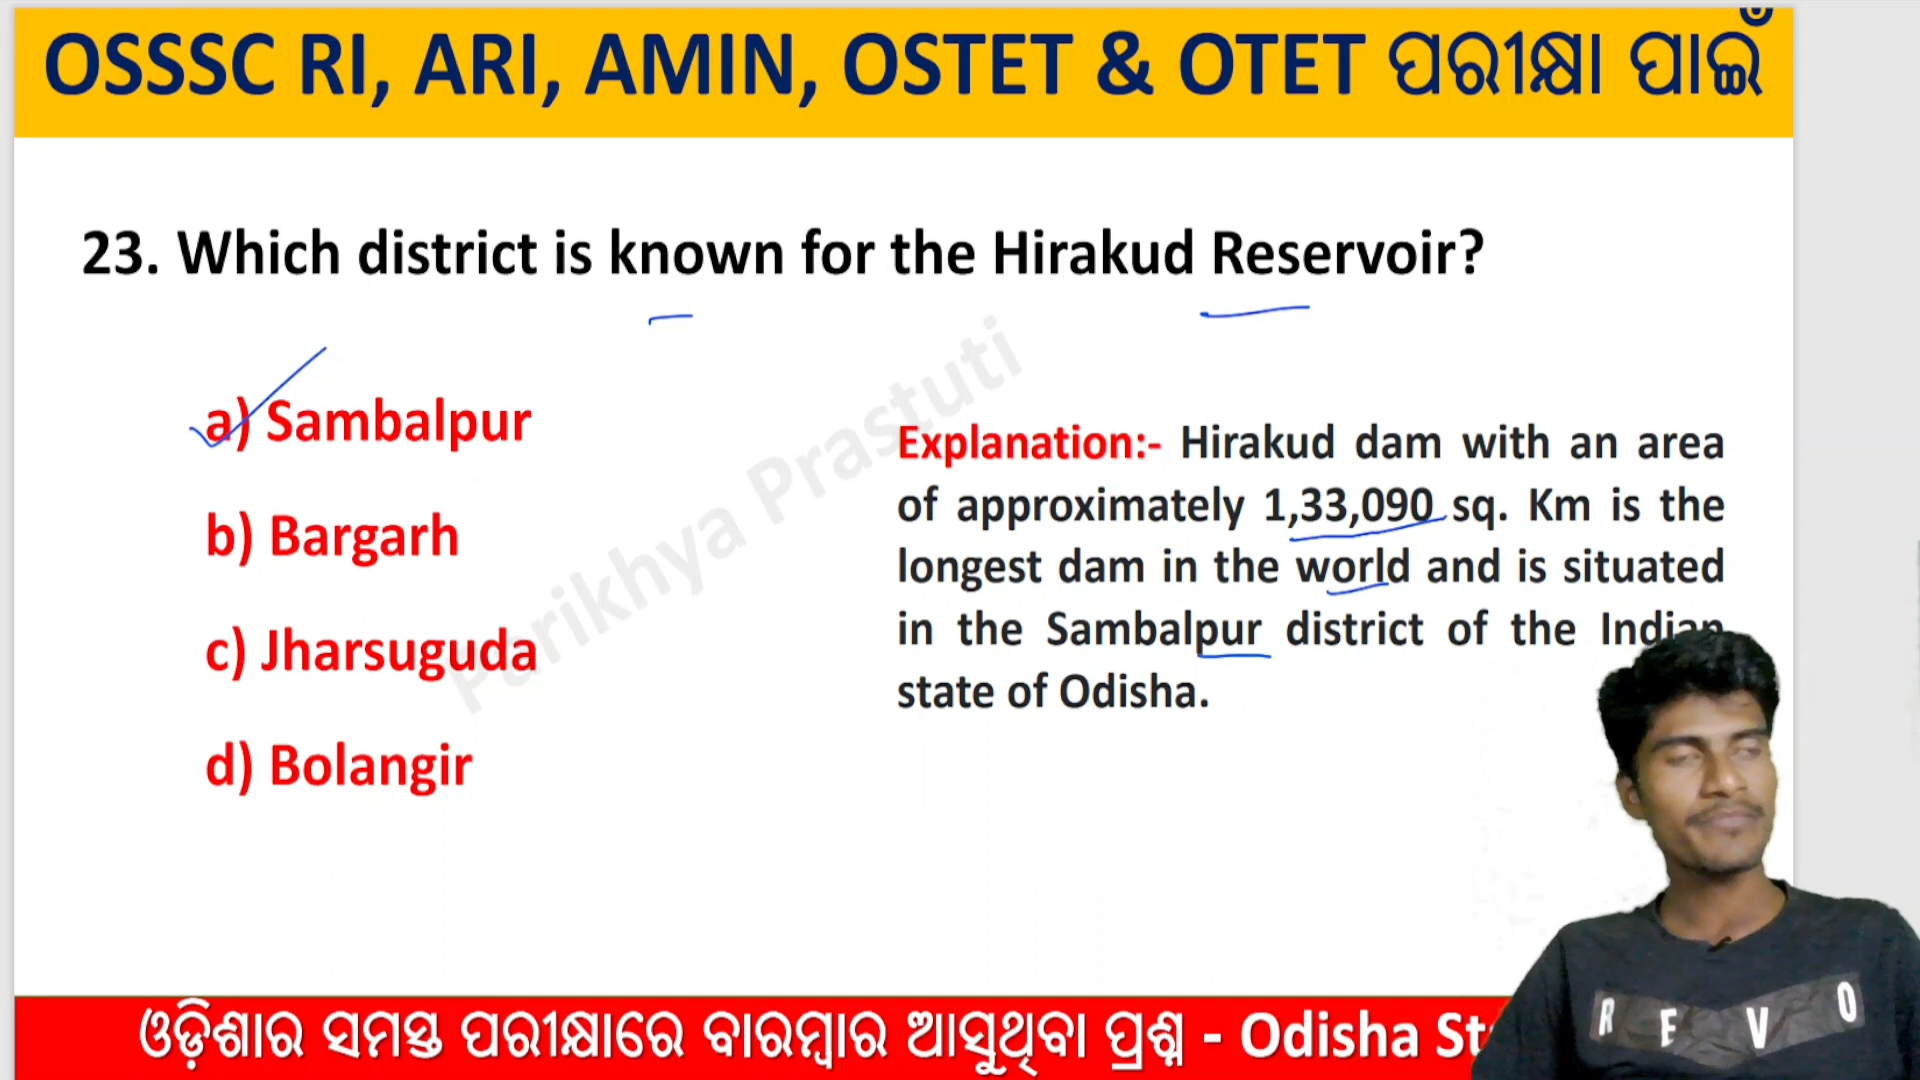 OSSSC RI, ARI, AMIN, OSTET & OTET ପରୀକ୍ଷା ପାଇଁ
23. Which district is known for the Hirakud Reservoir?
a) Sambalpur
b) Bargarh
c) Jharsuguda
d) Bolangir
Explanation:- Hirakud dam with an area
of approximately 1,33,090 sq. Km is the
longest dam in the world and is situated
in the Sambalpur district of the Indian
state of Odisha.
Parikhya Prastuti
REVO
ଓଡ଼ିଶାର ସମସ୍ତ ପରୀକ୍ଷାରେ ବାରମ୍ବାର ଆସୁଥିବା ପ୍ରଶ୍ନ - Odisha